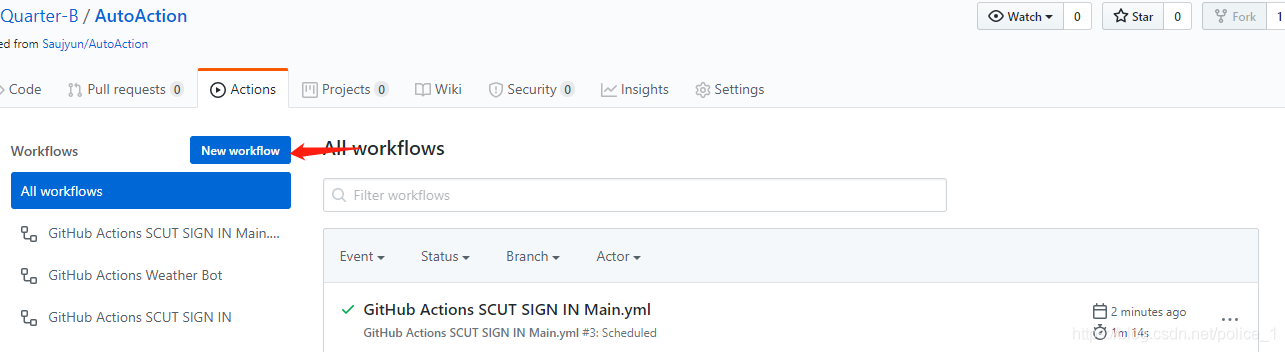 Quarter-B / AutoAction
Watch 0 Star 0 Fork 1
ed from Saujyun/AutoAction
Code Pull requests 0 Actions Projects 0 Wiki Security 0 Insights Settings
Workflows
New workflow
All workflows
All workflows
GitHub Actions SCUT SIGN IN Main....
GitHub Actions Weather Bot
GitHub Actions SCUT SIGN IN
Filter workflows
Event Status Branch Actor
GitHub Actions SCUT SIGN IN Main.yml
GitHub Actions SCUT SIGN IN Main.yml #3: Scheduled
2 minutes ago
1m 14s
https://blog.csdn.net/police_1